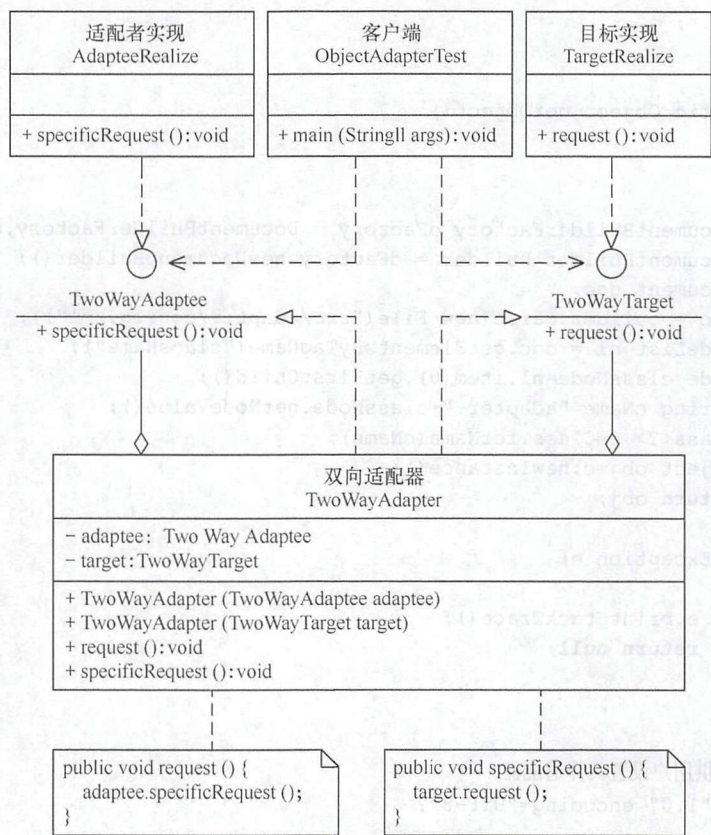 适配者实现
AdapteeRealize
+ specificRequest ():void
客户端
ObjectAdapterTest
+ main (Stringll args):void
目标实现
TargetRealize
+ request():void
TwoWayAdaptee
+ specificRequest():void
TwoWayTarget
+ request():void
双向适配器
TwoWayAdapter
− adaptee: Two Way Adaptee
− target:TwoWayTarget
+ TwoWayAdapter (TwoWayAdaptee adaptee)
+ TwoWayAdapter (TwoWayTarget target)
+ request():void
+ specificRequest():void
public void request () {
adaptee.specificRequest();
}
public void specificRequest () {
target.request();
}